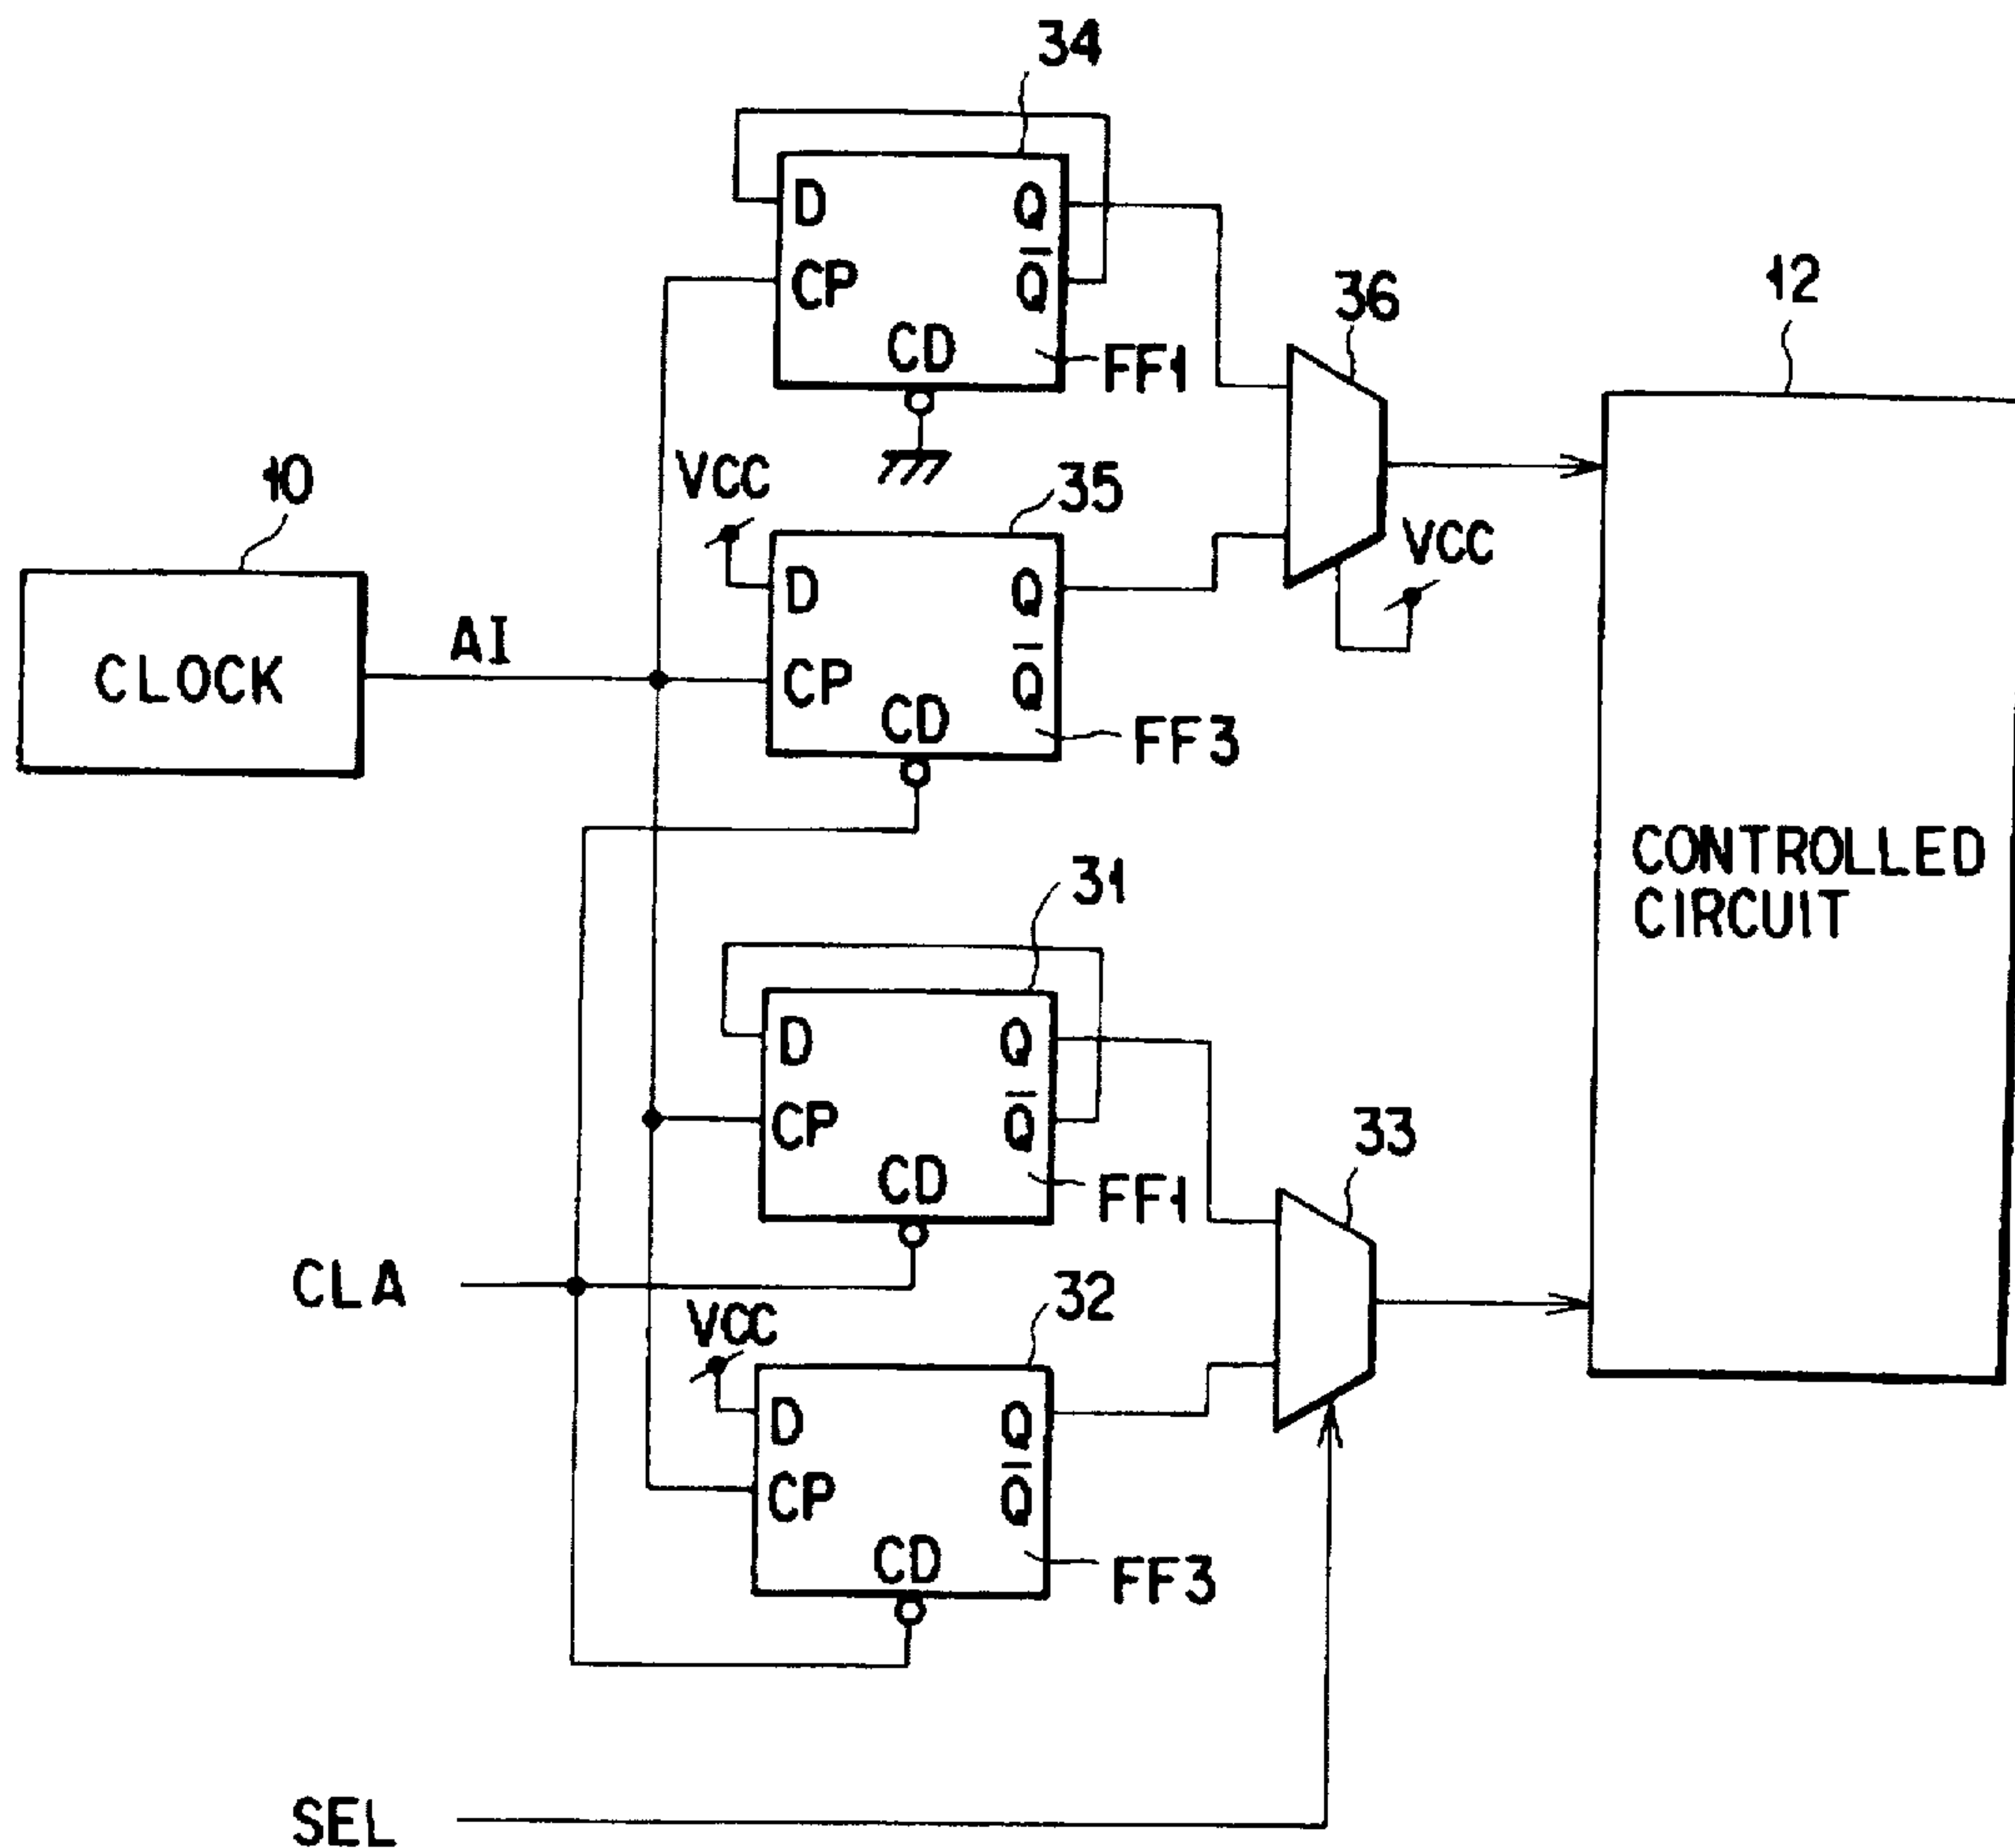 34
D
Q
CP
Q̅
CD
FF1
36
12
10
VCC
35
VCC
D
Q
AI
CLOCK
CP
Q̅
CD
FF3
CONTROLLED
CIRCUIT
31
D
Q
CP
Q̅
33
CD
FF1
CLA
32
VCC
D
Q
CP
Q̅
CD
FF3
SEL